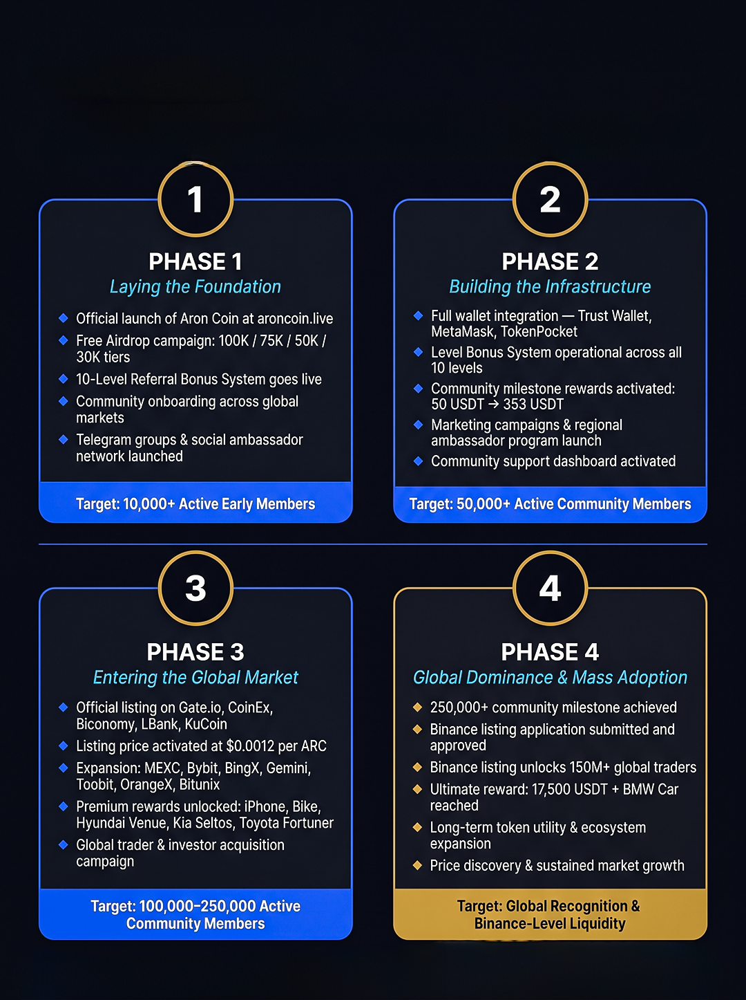 1
PHASE 1
Laying the Foundation
Official launch of Aron Coin at aroncoin.live
Free Airdrop campaign: 100K / 75K / 50K /
30K tiers
10-Level Referral Bonus System goes live
Community onboarding across global
markets
Telegram groups & social ambassador
network launched
Target: 10,000+ Active Early Members
2
PHASE 2
Building the Infrastructure
Full wallet integration — Trust Wallet,
MetaMask, TokenPocket
Level Bonus System operational across all
10 levels
Community milestone rewards activated:
50 USDT → 353 USDT
Marketing campaigns & regional
ambassador program launch
Community support dashboard activated
Target: 50,000+ Active Community Members
3
PHASE 3
Entering the Global Market
Official listing on Gate.io, CoinEx,
Biconomy, LBank, KuCoin
Listing price activated at $0.0012 per ARC
Expansion: MEXC, Bybit, BingX, Gemini,
Toobit, OrangeX, Bitunix
Premium rewards unlocked: iPhone, Bike,
Hyundai Venue, Kia Seltos, Toyota Fortuner
Global trader & investor acquisition
campaign
Target: 100,000–250,000 Active
Community Members
4
PHASE 4
Global Dominance & Mass Adoption
250,000+ community milestone achieved
Binance listing application submitted and
approved
Binance listing unlocks 150M+ global traders
Ultimate reward: 17,500 USDT + BMW Car
reached
Long-term token utility & ecosystem
expansion
Price discovery & sustained market growth
Target: Global Recognition &
Binance-Level Liquidity